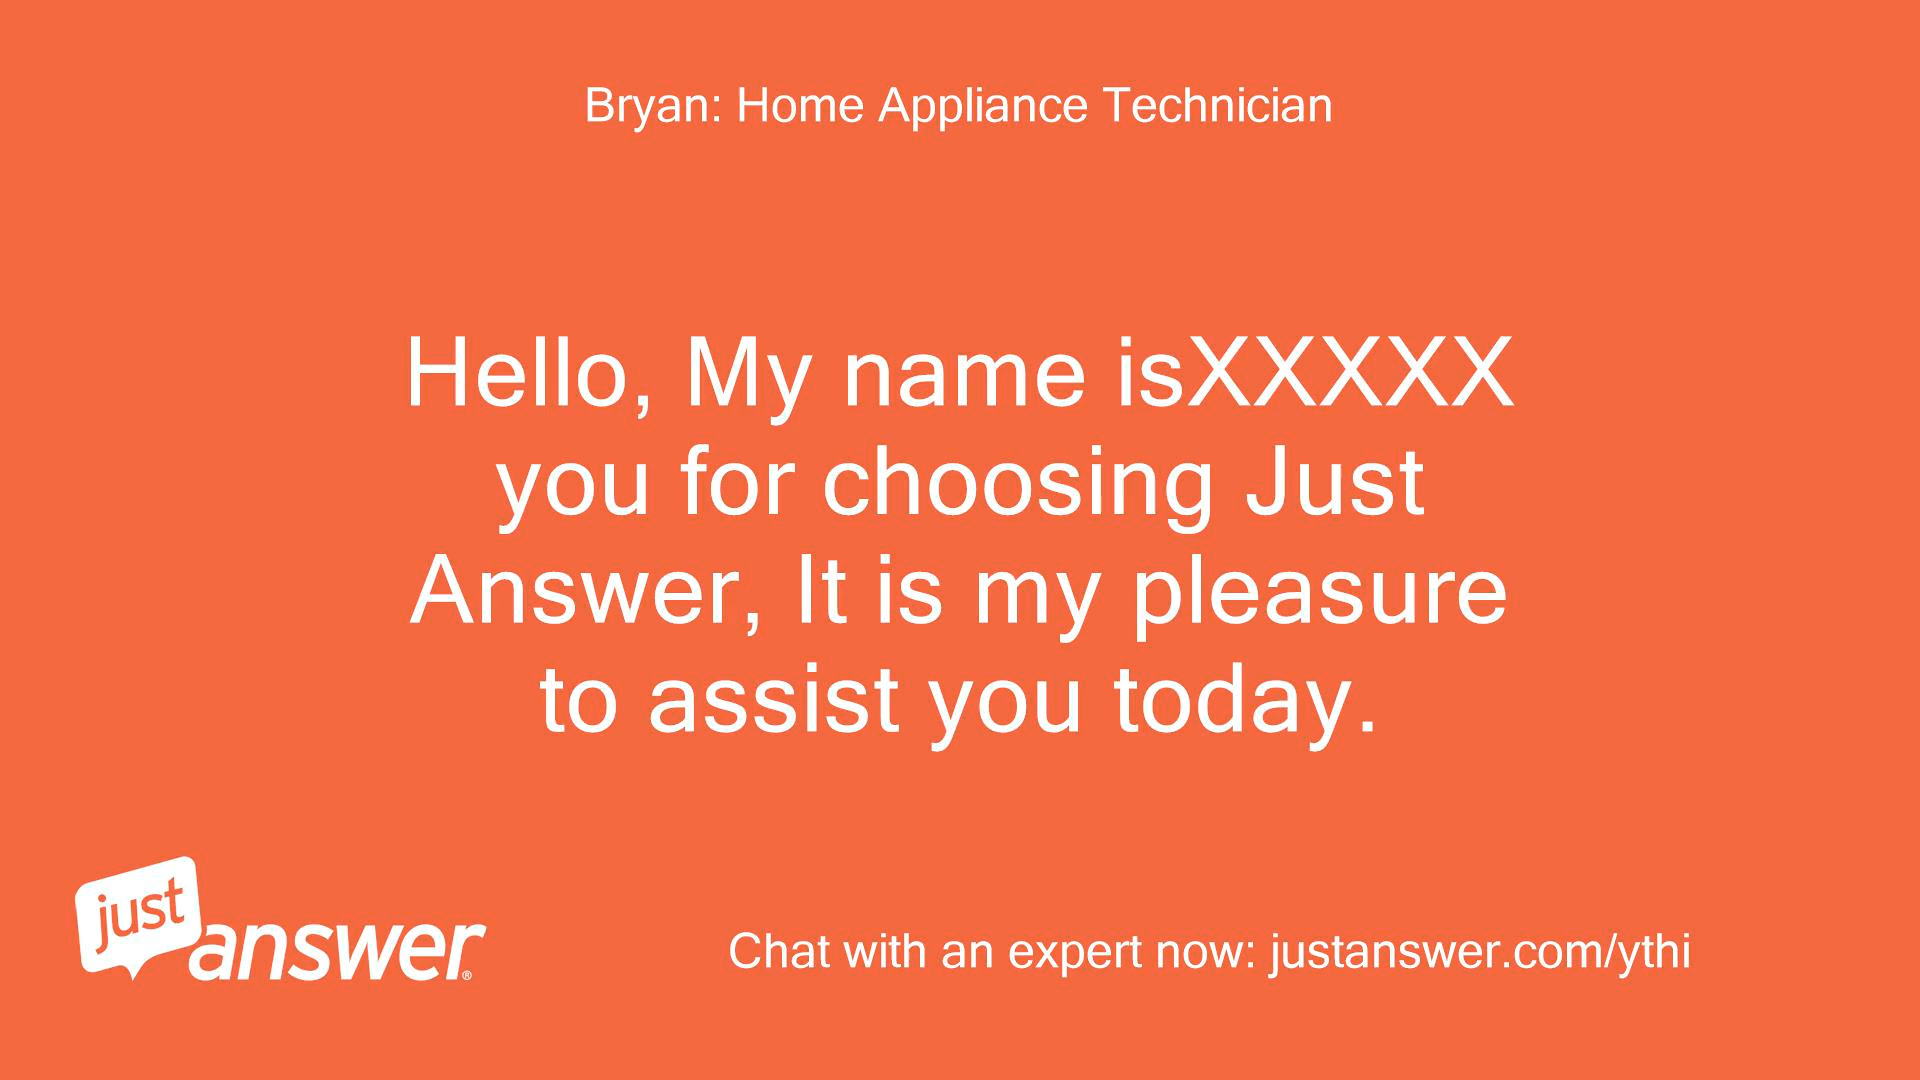 Bryan: Home Appliance Technician
Hello, My name isXXXXX
you for choosing Just
Answer, It is my pleasure
to assist you today.
just
answer®
Chat with an expert now: justanswer.com/ythi